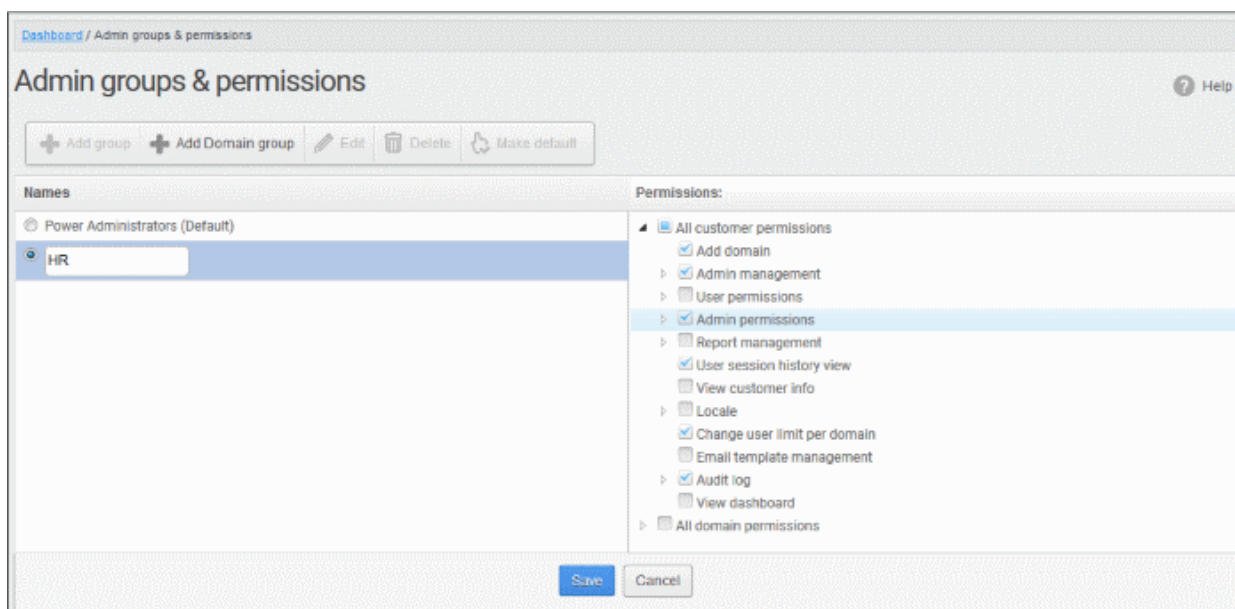 Dashboard / Admin groups & permissions
Admin groups & permissions
Help
Add group Add Domain group Edit Delete Make default
Names
Permissions:
Power Administrators (Default)
HR
All customer permissions
Add domain
Admin management
User permissions
Admin permissions
Report management
User session history view
View customer info
Locale
Change user limit per domain
Email template management
Audit log
View dashboard
All domain permissions
Save Cancel